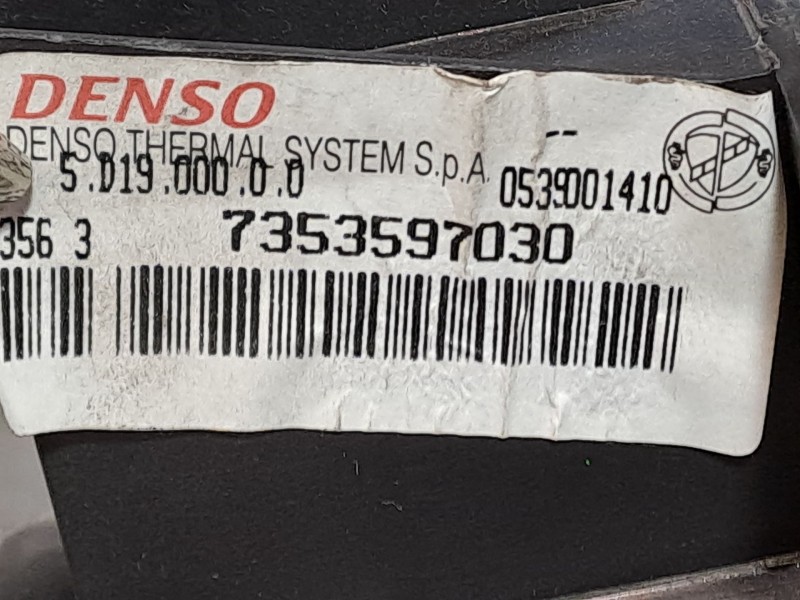 DENSO
DENSO THERMAL SYSTEM S.p.A. --
5.D19.000.0.0 0539001410
356 3 7353597030